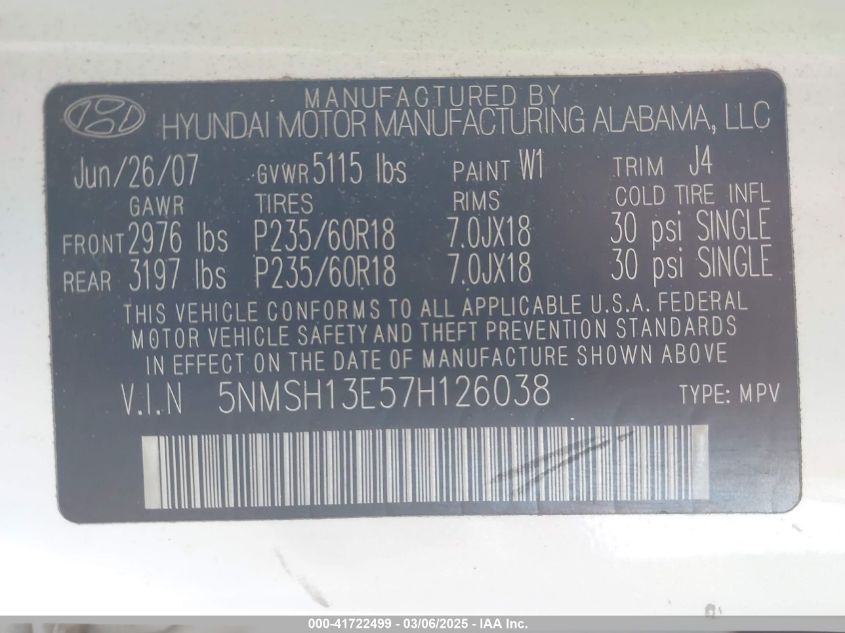 MANUFACTURED BY
HYUNDAI MOTOR MANUFACTURING ALABAMA, LLC
Jun/26/07 GVWR 5115 lbs PAINT W1 TRIM J4
GAWR TIRES RIMS COLD TIRE INFL
FRONT 2976 lbs P235/60R18 7.0JX18 30 psi SINGLE
REAR 3197 lbs P235/60R18 7.0JX18 30 psi SINGLE
THIS VEHICLE CONFORMS TO ALL APPLICABLE U.S.A. FEDERAL
MOTOR VEHICLE SAFETY AND THEFT PREVENTION STANDARDS
IN EFFECT ON THE DATE OF MANUFACTURE SHOWN ABOVE
V.I.N 5NMSH13E57H126038 TYPE: MPV
000-41722499 - 03/06/2025 - IAA Inc.